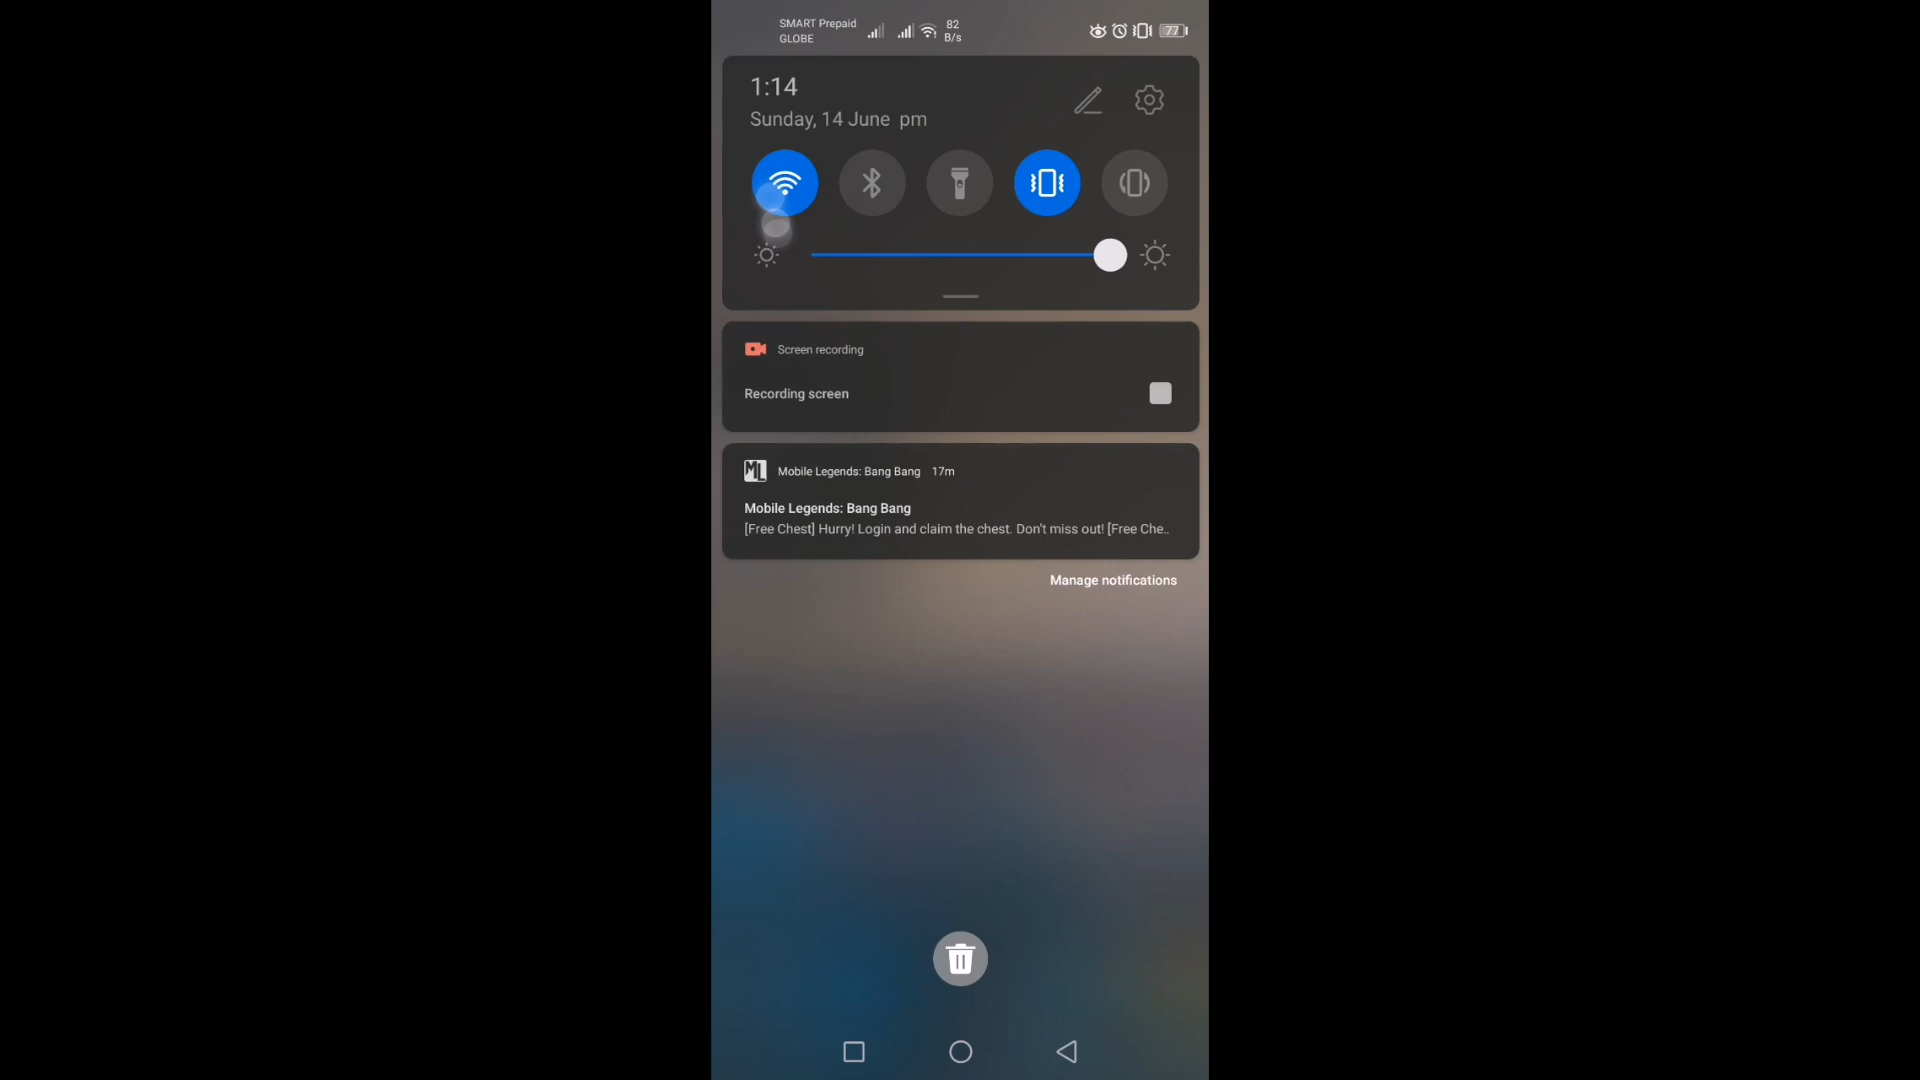 SMART Prepaid
GLOBE
82
B/s
77
1:14
Sunday, 14 June pm
Screen recording
Recording screen
ML
Mobile Legends: Bang Bang 17m
Mobile Legends: Bang Bang
[Free Chest] Hurry! Login and claim the chest. Don't miss out! [Free Che..
Manage notifications